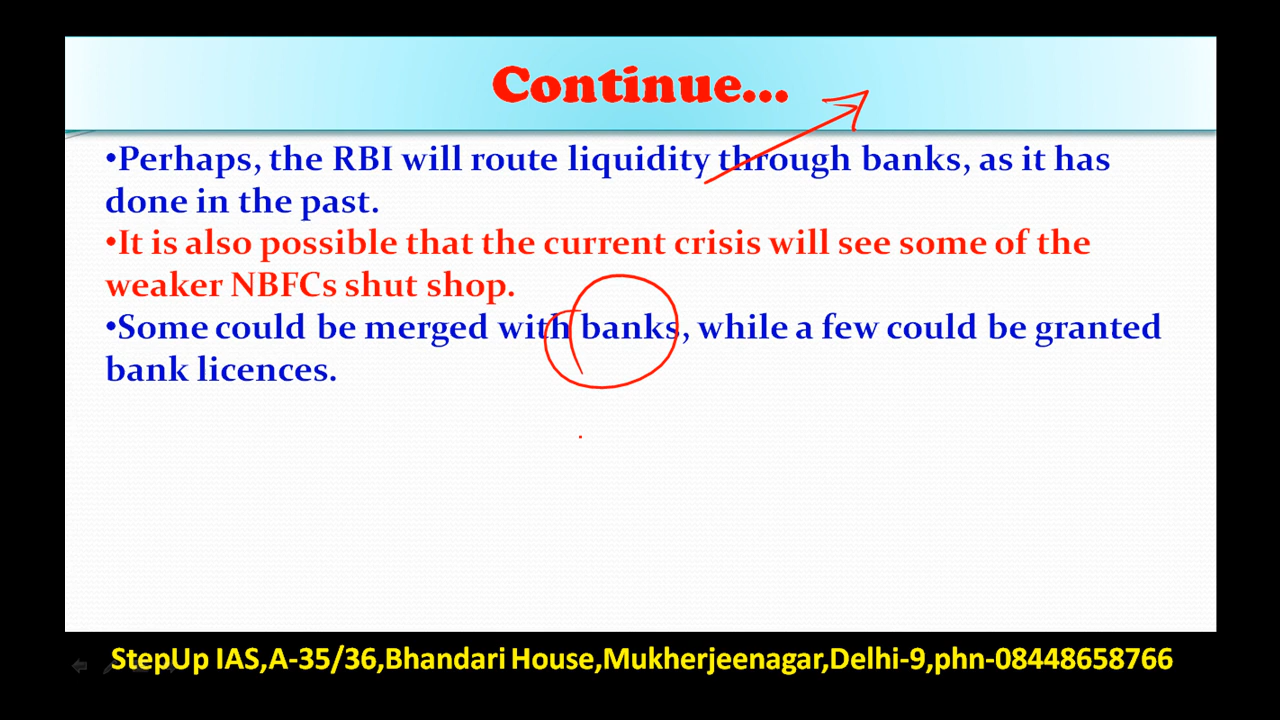 Continue...
•Perhaps, the RBI will route liquidity through banks, as it has
done in the past.
•It is also possible that the current crisis will see some of the
weaker NBFCs shut shop.
•Some could be merged with banks, while a few could be granted
bank licences.
StepUp IAS,A-35/36,Bhandari House,Mukherjeenagar,Delhi-9,phn-08448658766